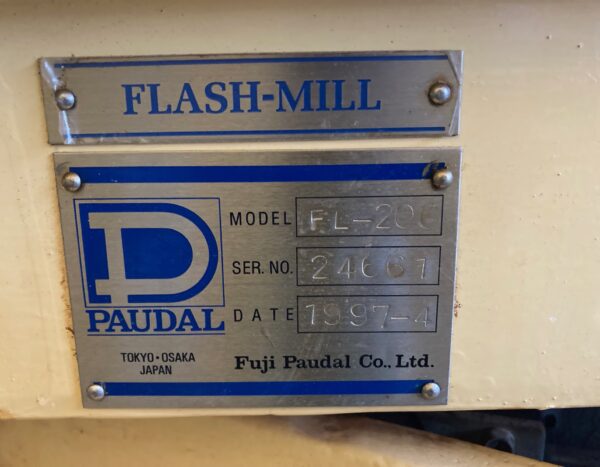 FLASH-MILL
D
PAUDAL
TOKYO・OSAKA
JAPAN
MODEL FL-200
SER. NO. 24661
DATE 1997-4
Fuji Paudal Co., Ltd.